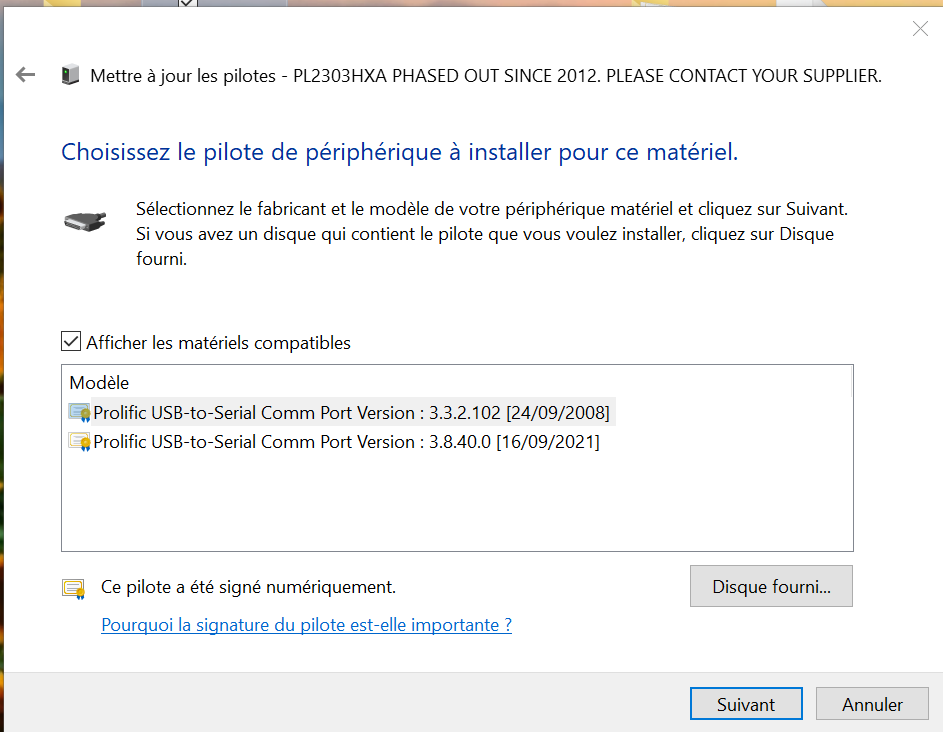 Mettre à jour les pilotes - PL2303HXA PHASED OUT SINCE 2012. PLEASE CONTACT YOUR SUPPLIER.
Choisissez le pilote de périphérique à installer pour ce matériel.
Sélectionnez le fabricant et le modèle de votre périphérique matériel et cliquez sur Suivant.
Si vous avez un disque qui contient le pilote que vous voulez installer, cliquez sur Disque
fourni.
Afficher les matériels compatibles
Modèle
Prolific USB-to-Serial Comm Port Version : 3.3.2.102 [24/09/2008]
Prolific USB-to-Serial Comm Port Version : 3.8.40.0 [16/09/2021]
Ce pilote a été signé numériquement.
Disque fourni...
Pourquoi la signature du pilote est-elle importante ?
Suivant
Annuler